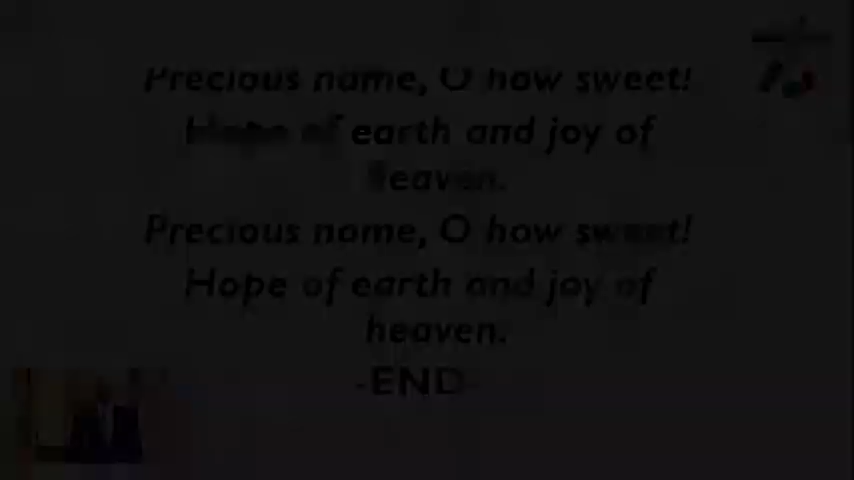 Precious name, O how sweet!
Hope of earth and joy of
heaven.
Precious name, O how sweet!
Hope of earth and joy of
heaven.
-END-